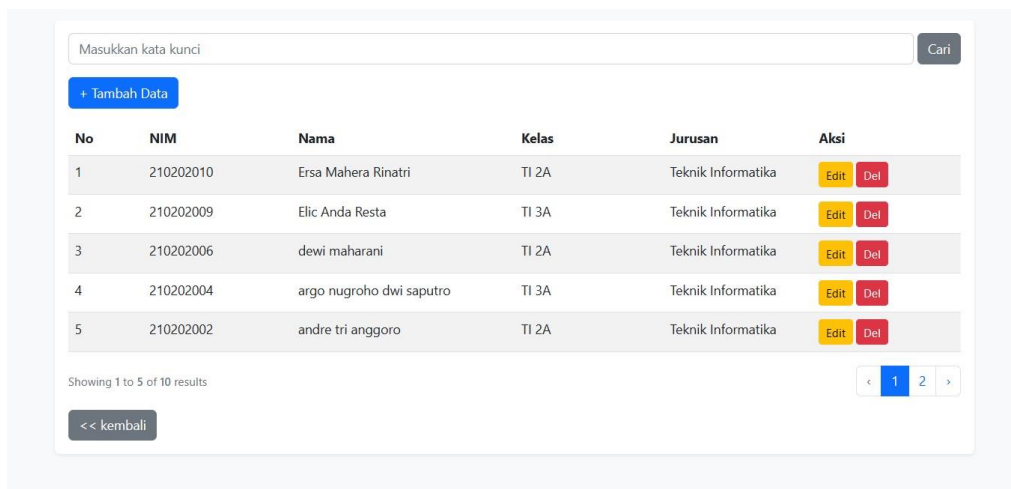 Masukkan kata kunci Cari
+ Tambah Data
No NIM Nama Kelas Jurusan Aksi
1 210202010 Ersa Mahera Rinatri TI 2A Teknik Informatika Edit Del
2 210202009 Elic Anda Resta TI 3A Teknik Informatika Edit Del
3 210202006 dewi maharani TI 2A Teknik Informatika Edit Del
4 210202004 argo nugroho dwi saputro TI 3A Teknik Informatika Edit Del
5 210202002 andre tri anggoro TI 2A Teknik Informatika Edit Del
Showing 1 to 5 of 10 results ‹ 1 2 ›
<< kembali